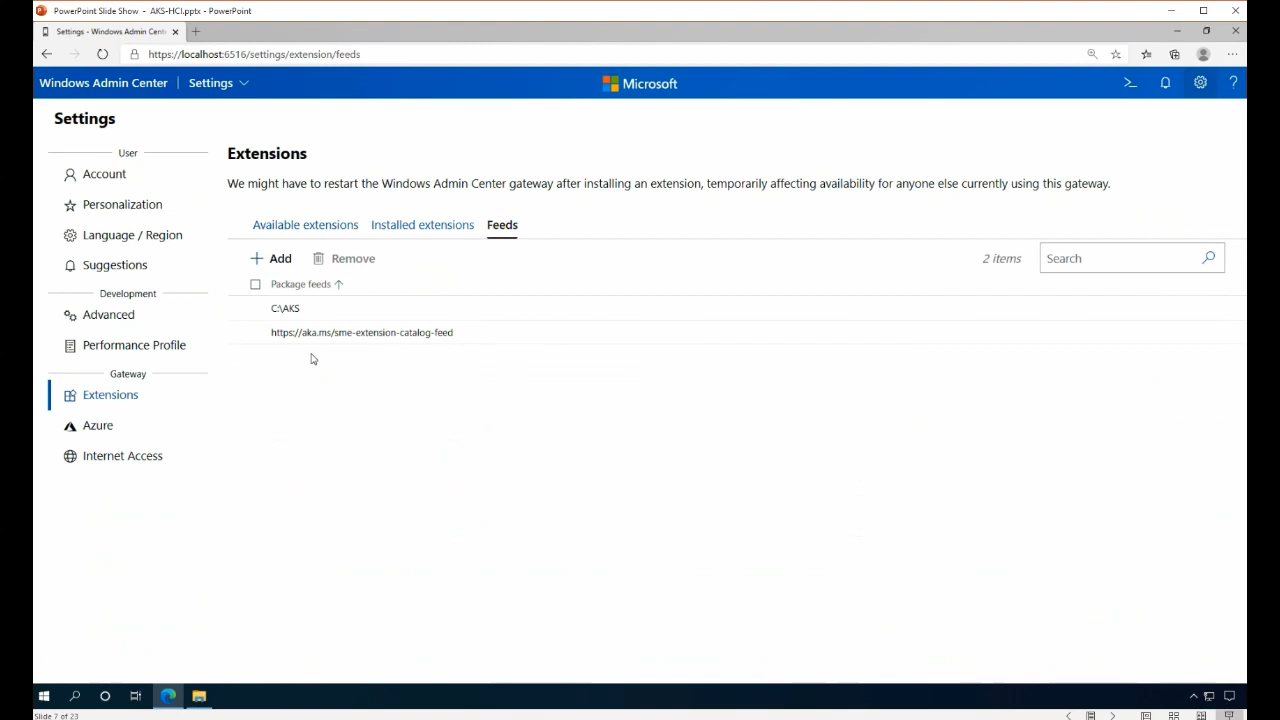 PowerPoint Slide Show - AKS-HCI.pptx - PowerPoint
Settings - Windows Admin Cent
https://localhost:6516/settings/extension/feeds
Windows Admin Center | Settings
Microsoft
Settings
User
Account
Personalization
Language / Region
Suggestions
Development
Advanced
Performance Profile
Gateway
Extensions
Azure
Internet Access
Extensions
We might have to restart the Windows Admin Center gateway after installing an extension, temporarily affecting availability for anyone else currently using this gateway.
Available extensions Installed extensions Feeds
Add Remove 2 items Search
Package feeds
C:\AKS
https://aka.ms/sme-extension-catalog-feed
Slide 7 of 23